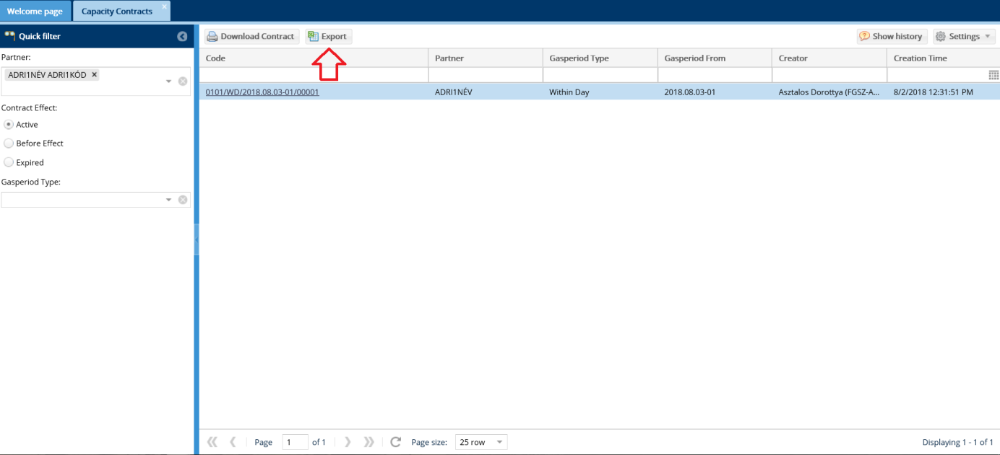 Welcome page
Capacity Contracts
Quick filter
Partner:
ADRI1NÉV ADRI1KÓD
Contract Effect:
Active
Before Effect
Expired
Gasperiod Type:
Download Contract Export Show history Settings
Code Partner Gasperiod Type Gasperiod From Creator Creation Time
0101/WD/2018.08.03-01/00001 ADRI1NÉV Within Day 2018.08.03-01 Asztalos Dorottya (FGSZ-A... 8/2/2018 12:31:51 PM
Page 1 of 1 Page size: 25 row Displaying 1 - 1 of 1